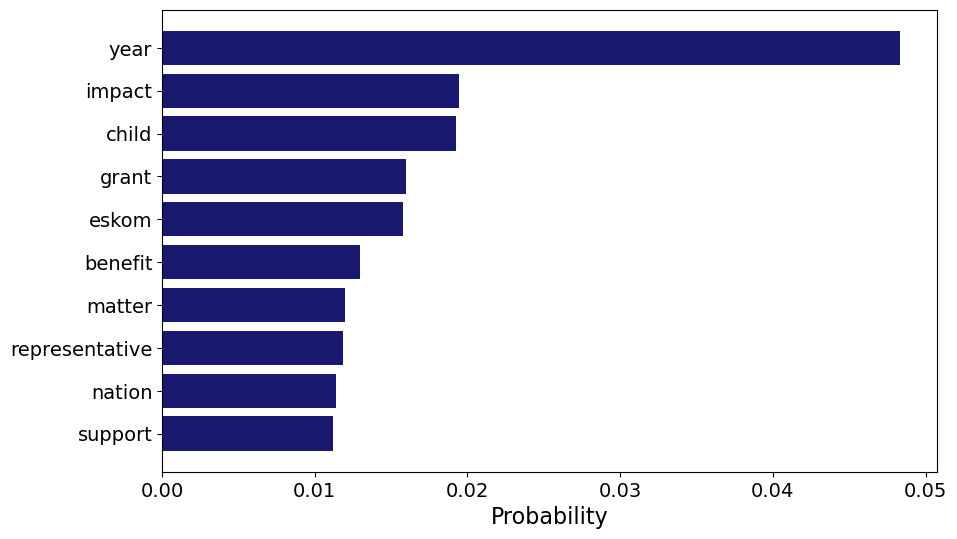 year
impact
child
grant
eskom
benefit
matter
representative
nation
support
0.00 0.01 0.02 0.03 0.04 0.05
Probability